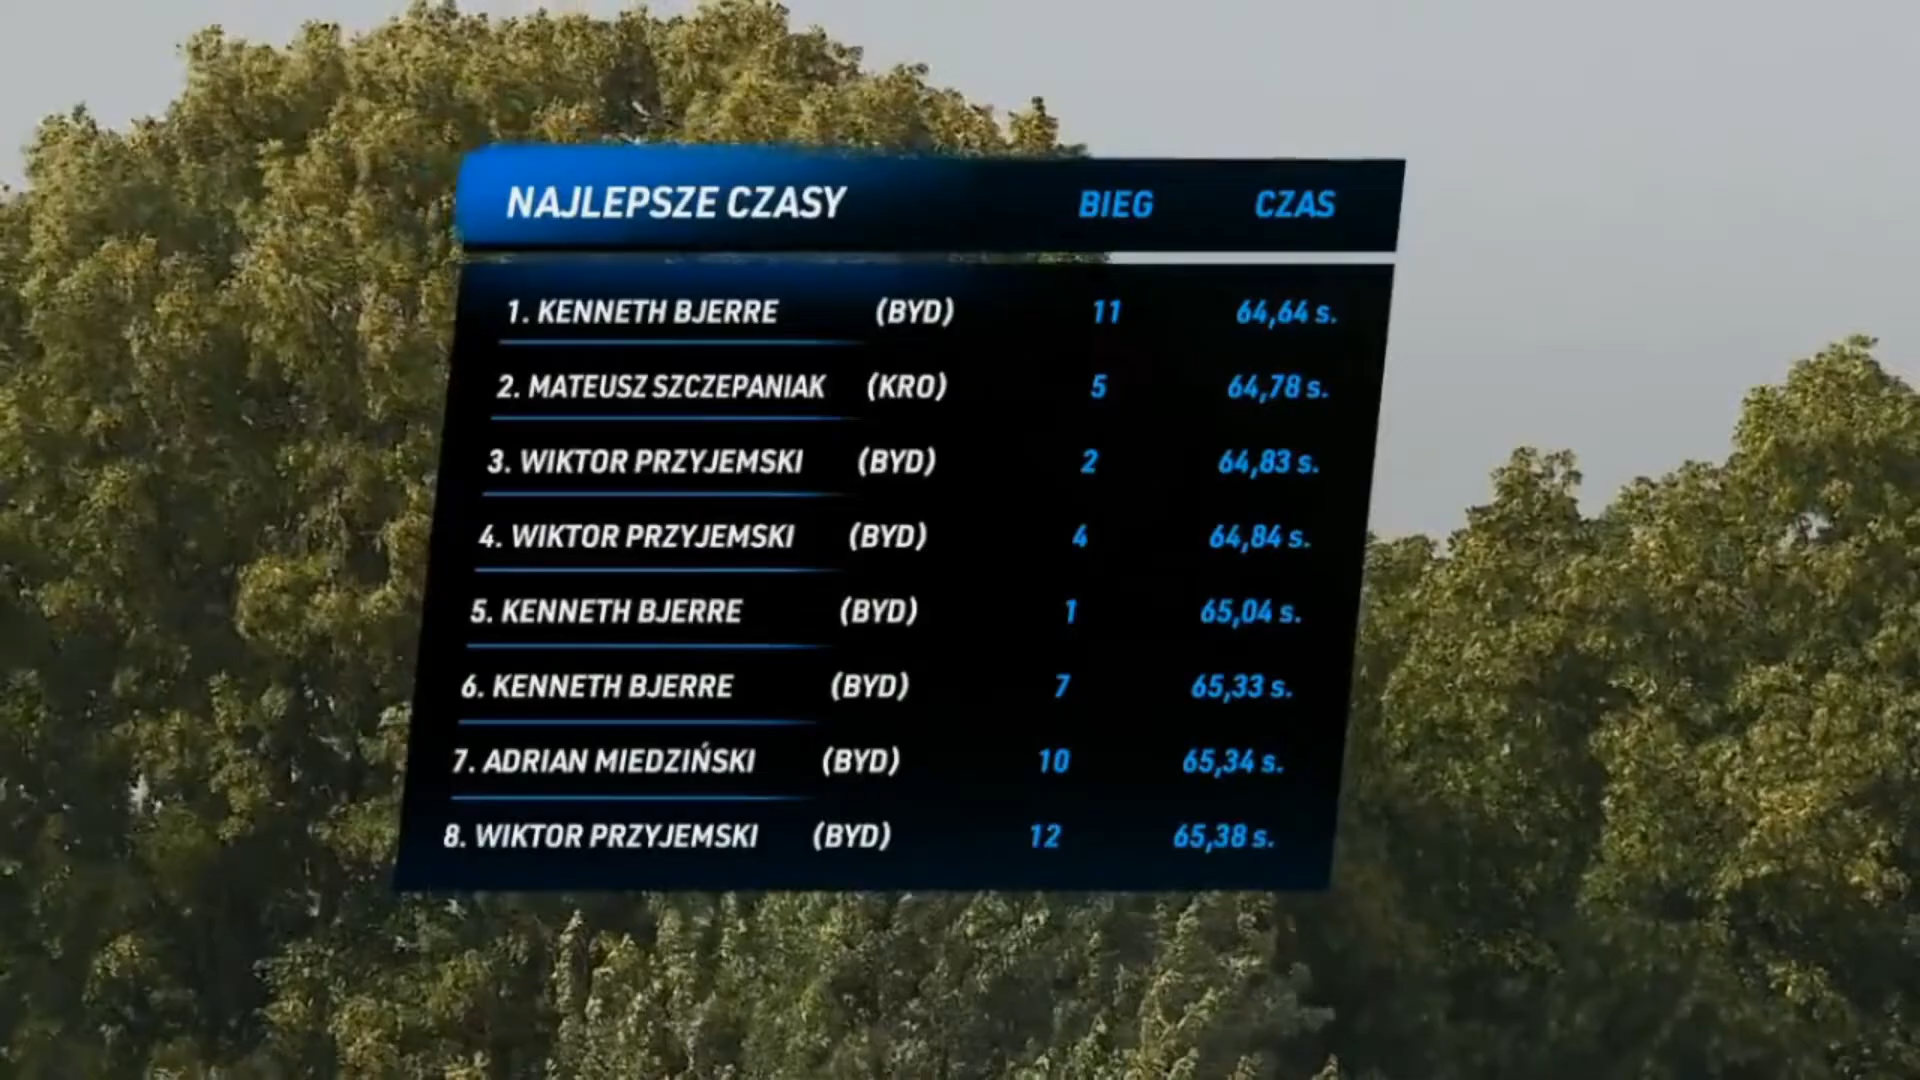 NAJLEPSZE CZASY BIEG CZAS
1. KENNETH BJERRE (BYD) 11 64,64 s.
2. MATEUSZ SZCZEPANIAK (KRO) 5 64,78 s.
3. WIKTOR PRZYJEMSKI (BYD) 2 64,83 s.
4. WIKTOR PRZYJEMSKI (BYD) 4 64,84 s.
5. KENNETH BJERRE (BYD) 1 65,04 s.
6. KENNETH BJERRE (BYD) 7 65,33 s.
7. ADRIAN MIEDZIŃSKI (BYD) 10 65,34 s.
8. WIKTOR PRZYJEMSKI (BYD) 12 65,38 s.